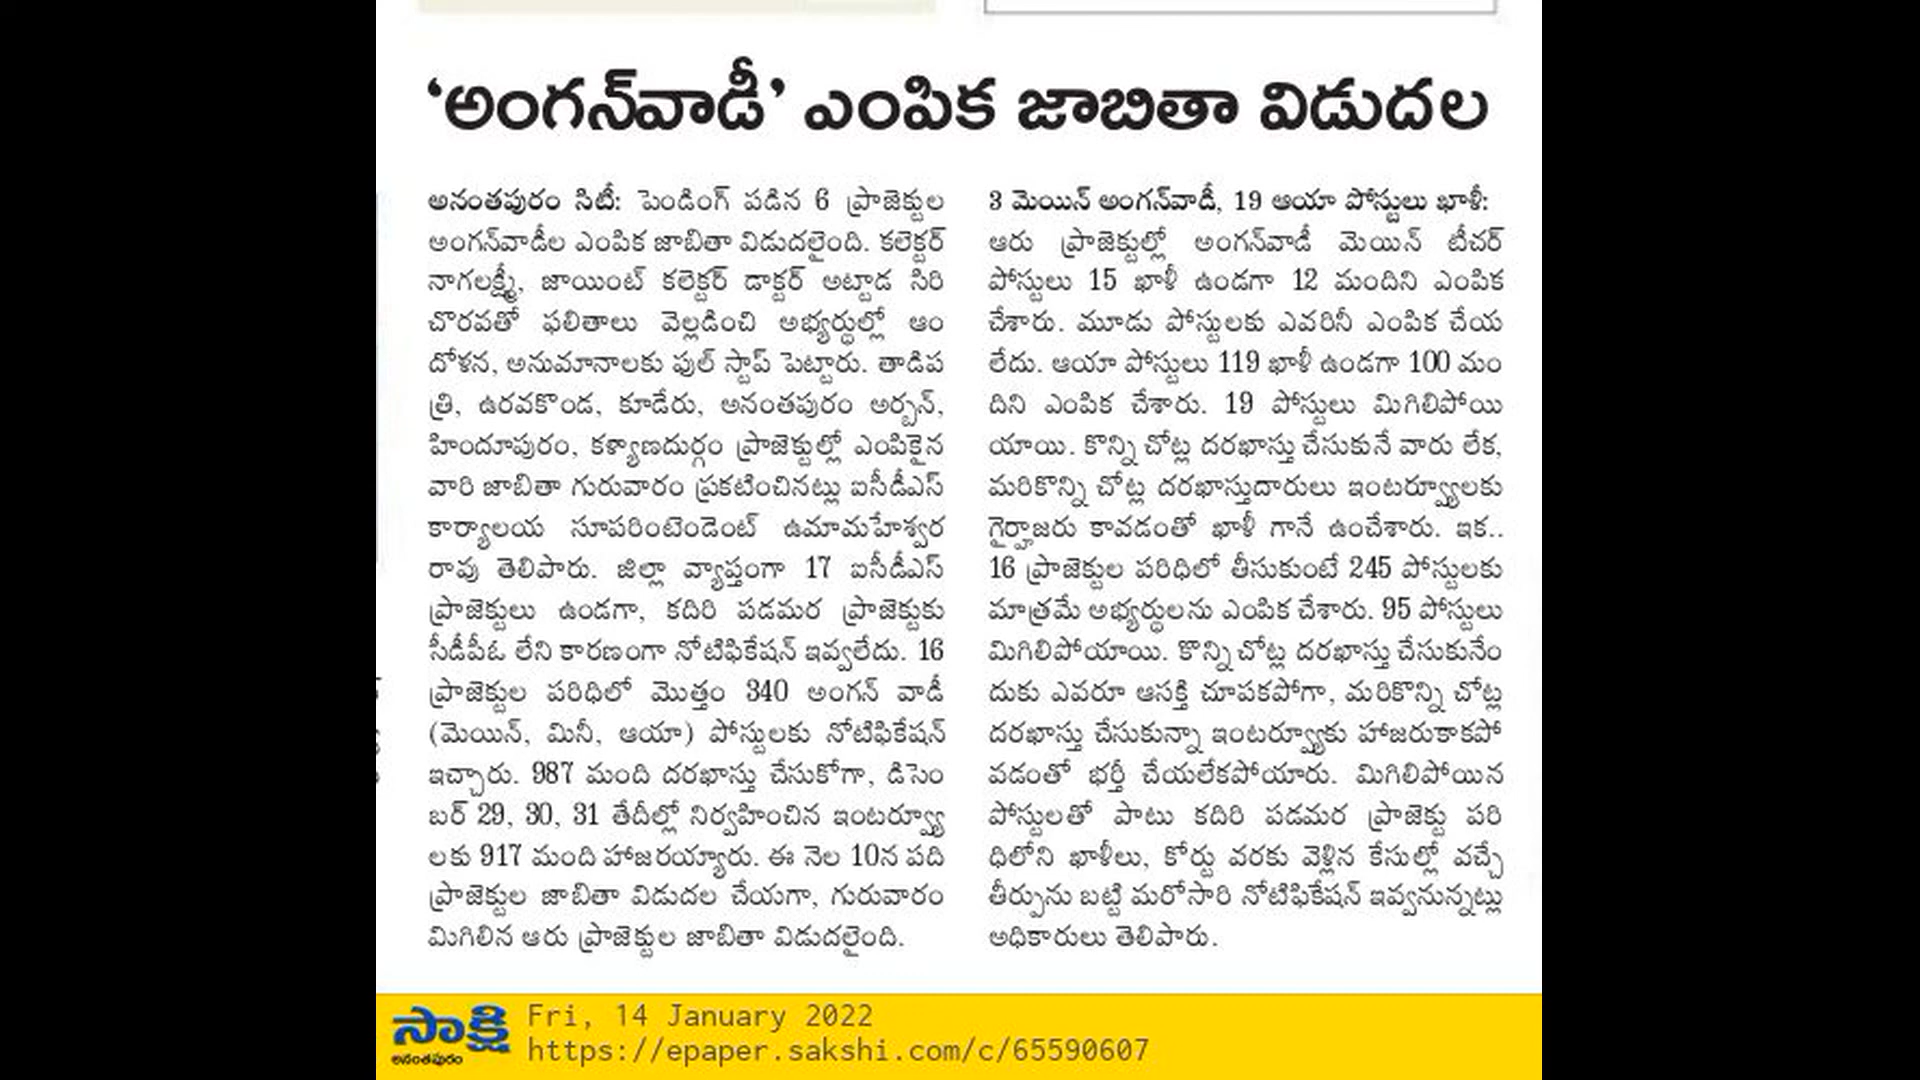 ‘అంగన్‌వాడీ’ ఎంపిక జాబితా విడుదల
అనంతపురం సిటీ: పెండింగ్ పడిన 6 ప్రాజెక్టుల
అంగన్‌వాడీల ఎంపిక జాబితా విడుదలైంది. కలెక్టర్
నాగలక్ష్మీ, జాయింట్ కలెక్టర్ డాక్టర్ అట్టాడ సిరి
చొరవతో ఫలితాలు వెల్లడించి అభ్యర్థుల్లో ఆం
దోళన, అనుమానాలకు ఫుల్ స్టాప్ పెట్టారు. తాడిప
త్రి, ఉరవకొండ, కూడేరు, అనంతపురం అర్బన్,
హిందూపురం, కళ్యాణదుర్గం ప్రాజెక్టుల్లో ఎంపికైన
వారి జాబితా గురువారం ప్రకటించినట్లు ఐసీడీఎస్
కార్యాలయ సూపరింటెండెంట్ ఉమామహేశ్వర
రావు తెలిపారు. జిల్లా వ్యాప్తంగా 17 ఐసీడీఎస్
ప్రాజెక్టులు ఉండగా, కదిరి పడమర ప్రాజెక్టుకు
సీడీపీఓ లేని కారణంగా నోటిఫికేషన్ ఇవ్వలేదు. 16
ప్రాజెక్టుల పరిధిలో మొత్తం 340 అంగన్ వాడీ
(మెయిన్, మినీ, ఆయా) పోస్టులకు నోటిఫికేషన్
ఇచ్చారు. 987 మంది దరఖాస్తు చేసుకోగా, డిసెం
బర్ 29, 30, 31 తేదీల్లో నిర్వహించిన ఇంటర్వ్యూ
లకు 917 మంది హాజరయ్యారు. ఈ నెల 10న పది
ప్రాజెక్టుల జాబితా విడుదల చేయగా, గురువారం
మిగిలిన ఆరు ప్రాజెక్టుల జాబితా విడుదలైంది.
3 మెయిన్ అంగన్‌వాడీ, 19 ఆయా పోస్టులు ఖాళీ:
ఆరు ప్రాజెక్టుల్లో అంగన్‌వాడీ మెయిన్ టీచర్
పోస్టులు 15 ఖాళీ ఉండగా 12 మందిని ఎంపిక
చేశారు. మూడు పోస్టులకు ఎవరినీ ఎంపిక చేయ
లేదు. ఆయా పోస్టులు 119 ఖాళీ ఉండగా 100 మం
దిని ఎంపిక చేశారు. 19 పోస్టులు మిగిలిపోయి
యాయి. కొన్ని చోట్ల దరఖాస్తు చేసుకునే వారు లేక,
మరికొన్ని చోట్ల దరఖాస్తుదారులు ఇంటర్వ్యూలకు
గైర్హాజరు కావడంతో ఖాళీ గానే ఉంచేశారు. ఇక..
16 ప్రాజెక్టుల పరిధిలో తీసుకుంటే 245 పోస్టులకు
మాత్రమే అభ్యర్థులను ఎంపిక చేశారు. 95 పోస్టులు
మిగిలిపోయాయి. కొన్ని చోట్ల దరఖాస్తు చేసుకునేం
దుకు ఎవరూ ఆసక్తి చూపకపోగా, మరికొన్ని చోట్ల
దరఖాస్తు చేసుకున్నా ఇంటర్వ్యూకు హాజరుకాకపో
వడంతో భర్తీ చేయలేకపోయారు. మిగిలిపోయిన
పోస్టులతో పాటు కదిరి పడమర ప్రాజెక్టు పరి
ధిలోని ఖాళీలు, కోర్టు వరకు వెళ్లిన కేసుల్లో వచ్చే
తీర్పును బట్టి మరోసారి నోటిఫికేషన్ ఇవ్వనున్నట్లు
అధికారులు తెలిపారు.
సాక్షి
అనంతపురం
Fri, 14 January 2022
https://epaper.sakshi.com/c/65590607